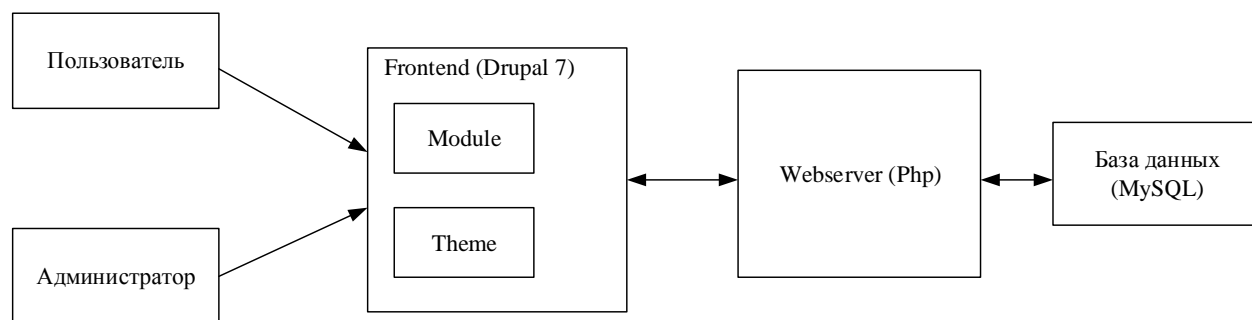 Пользователь
Администратор
Frontend (Drupal 7)
Module
Theme
Webserver (Php)
База данных
(MySQL)